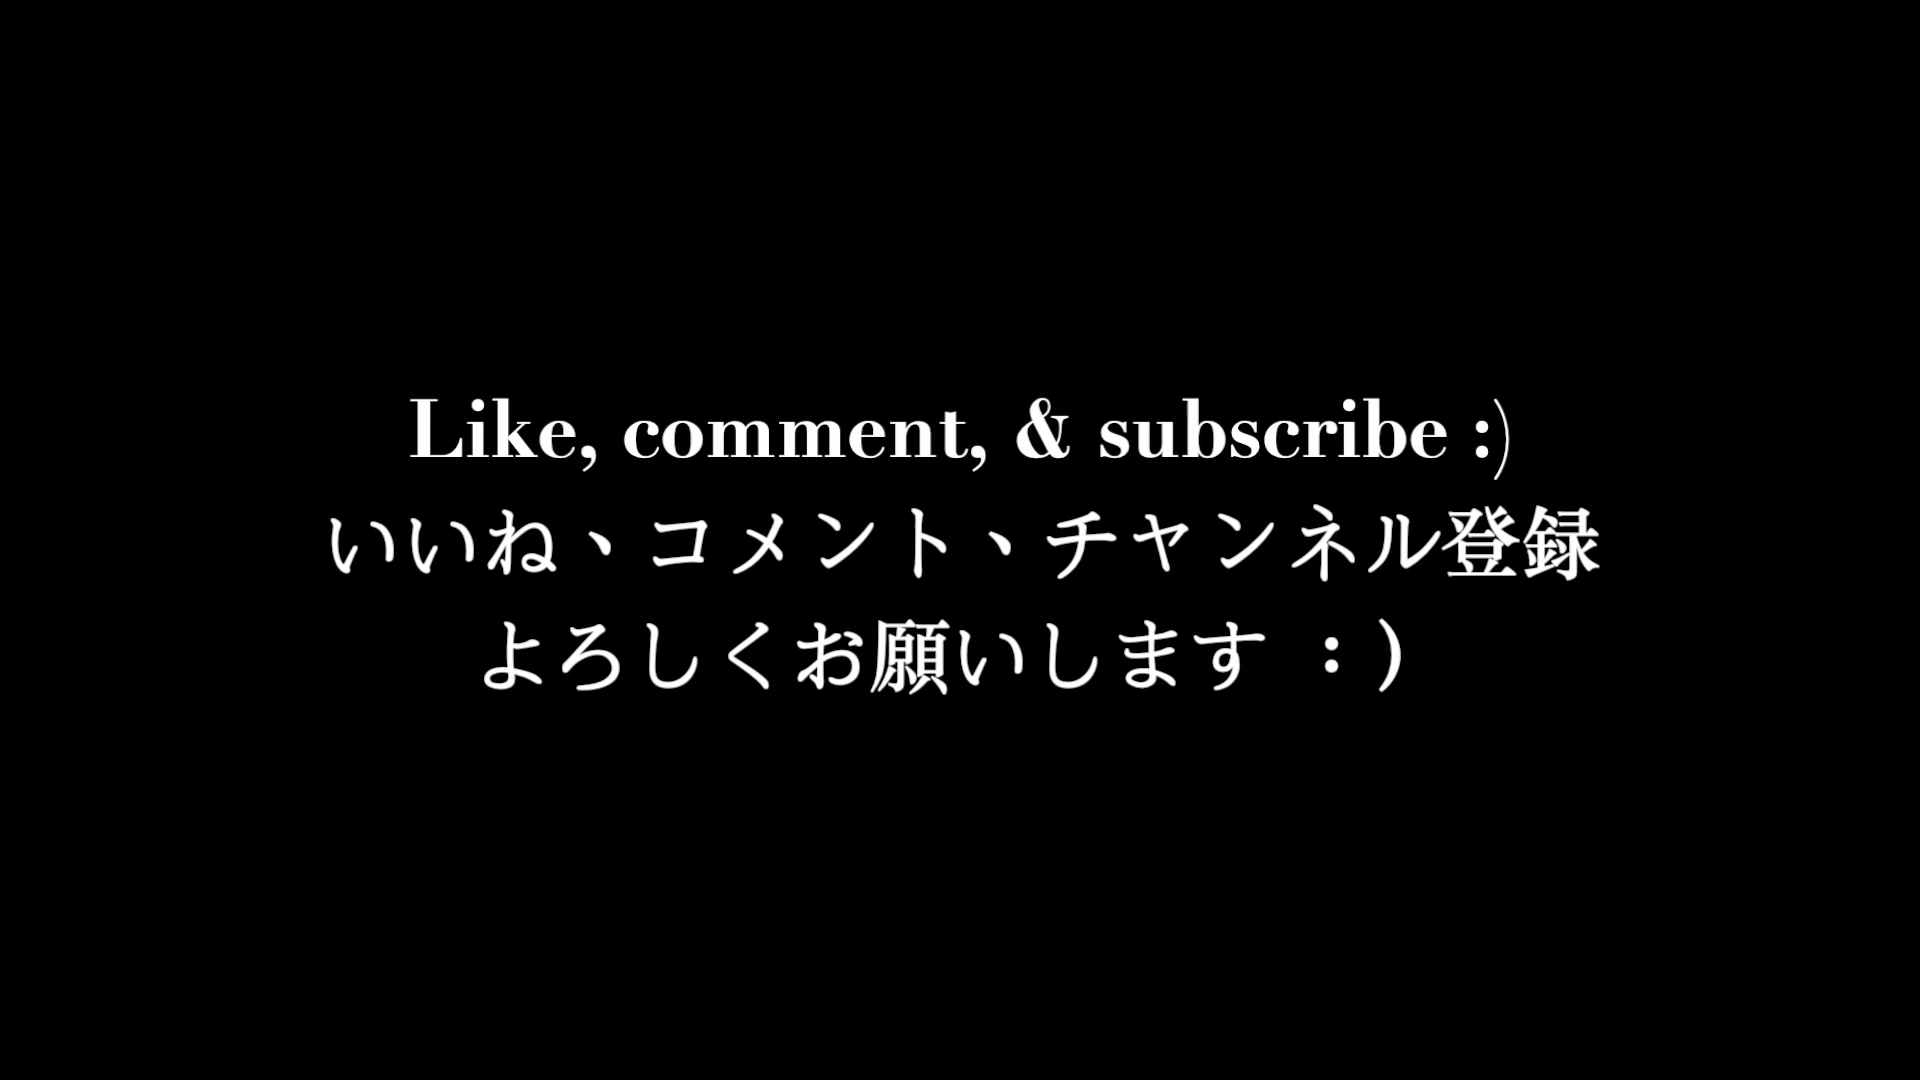 Like, comment, & subscribe :)
いいね、コメント、チャンネル登録
よろしくお願いします ：）